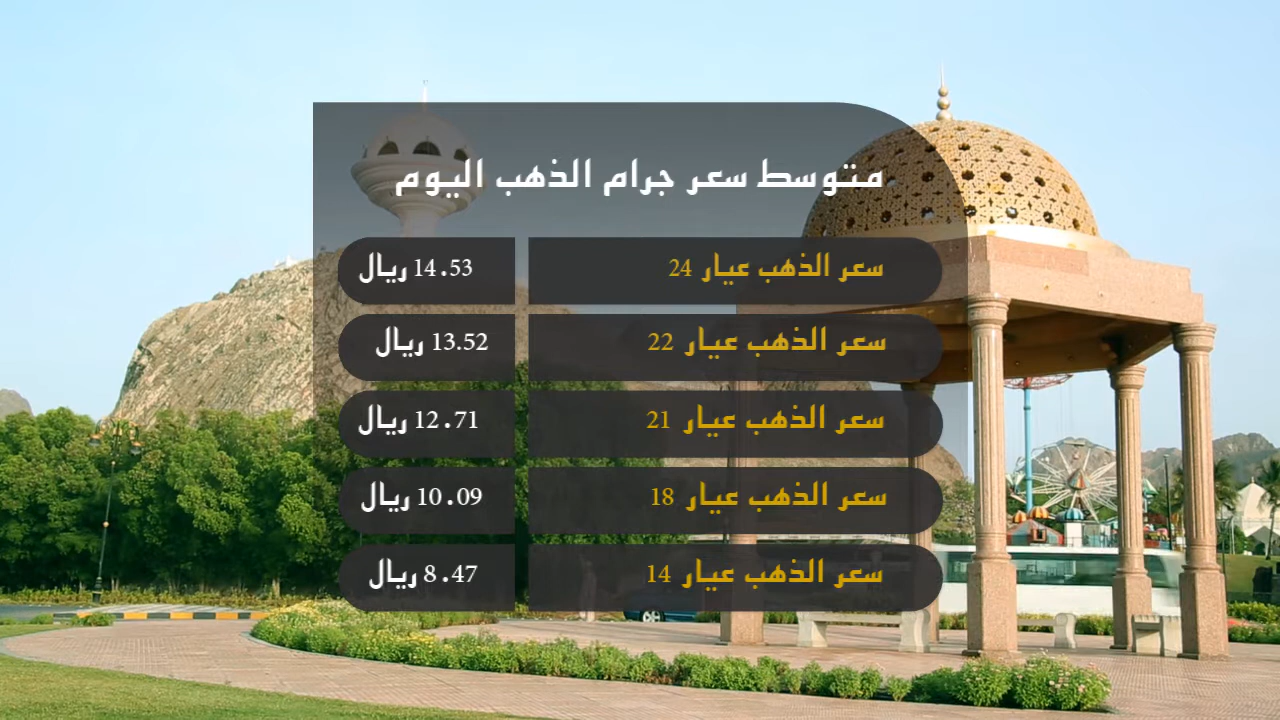 متوسط سعر جرام الذهب اليوم
سعر الذهب عيار 24 14.53 ريال
سعر الذهب عيار 22 13.52 ريال
سعر الذهب عيار 21 12.71 ريال
سعر الذهب عيار 18 10.09 ريال
سعر الذهب عيار 14 8.47 ريال